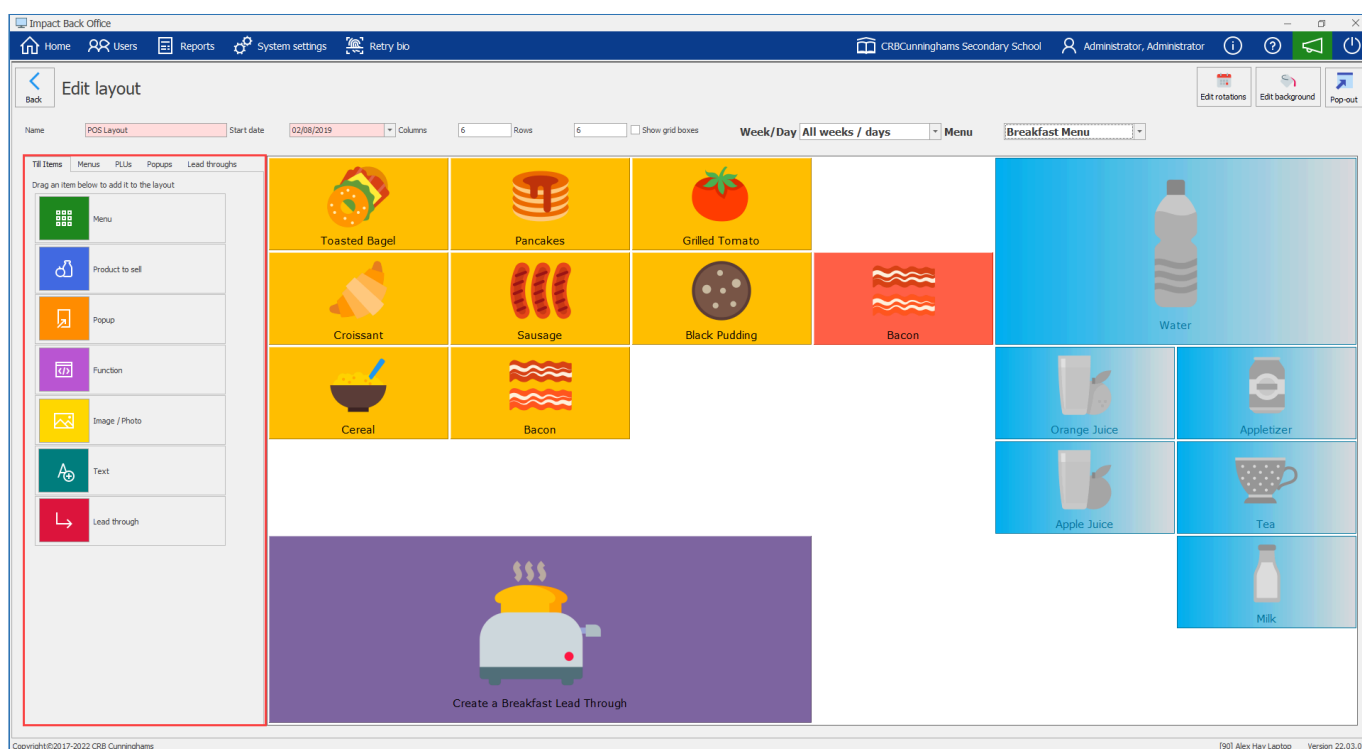 Impact Back Office
Home Users Reports System settings Retry bio CRBCunninghams Secondary School Administrator, Administrator
Back Edit layout Edit rotations Edit background Pop-out
Name POS Layout Start date 02/08/2019 Columns 6 Rows 6 Show grid boxes Week/Day All weeks / days Menu Breakfast Menu
Till Items Menus PLUs Popups Lead throughs
Drag an item below to add it to the layout
Menu
Product to sell
Popup
Function
Image / Photo
Text
Lead through
Toasted Bagel Pancakes Grilled Tomato
Croissant Sausage Black Pudding Bacon Water
Cereal Bacon Orange Juice Appletizer
Apple Juice Tea
Milk
Create a Breakfast Lead Through
Copyright©2017-2022 CRB Cunninghams [90] Alex Hay Laptop Version 22.03.0